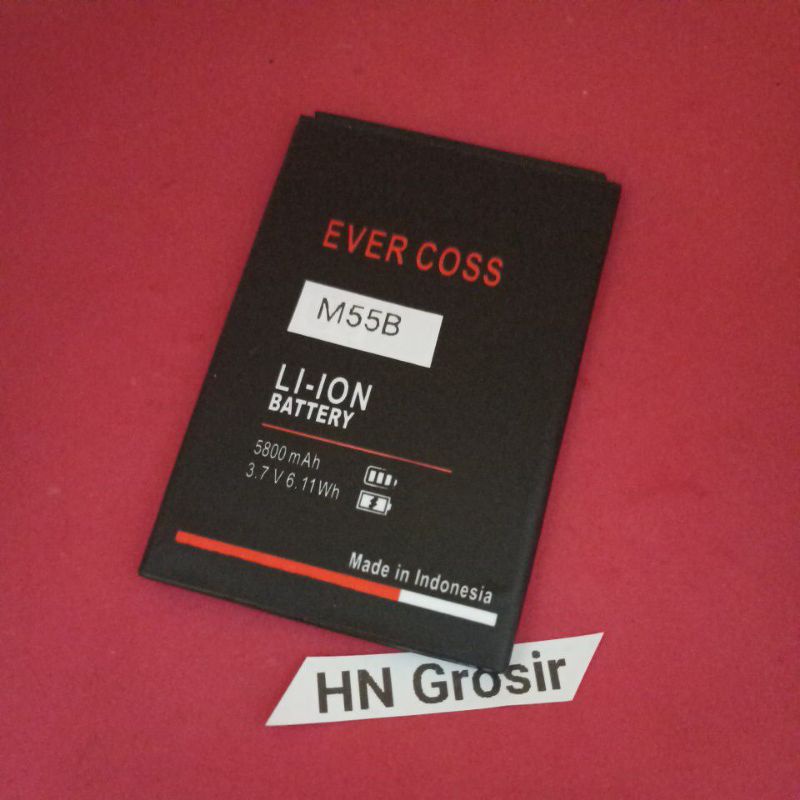 EVER COSS
M55B
LI-ION
BATTERY
5800 mAh
3.7 V 6.11Wh
Made in Indonesia
HN Grosir